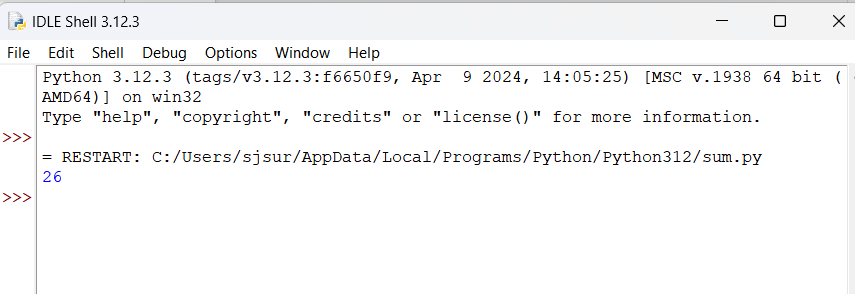 IDLE Shell 3.12.3
File Edit Shell Debug Options Window Help
Python 3.12.3 (tags/v3.12.3:f6650f9, Apr  9 2024, 14:05:25) [MSC v.1938 64 bit (
AMD64)] on win32
Type "help", "copyright", "credits" or "license()" for more information.
>>>
= RESTART: C:/Users/sjsur/AppData/Local/Programs/Python/Python312/sum.py
26
>>>